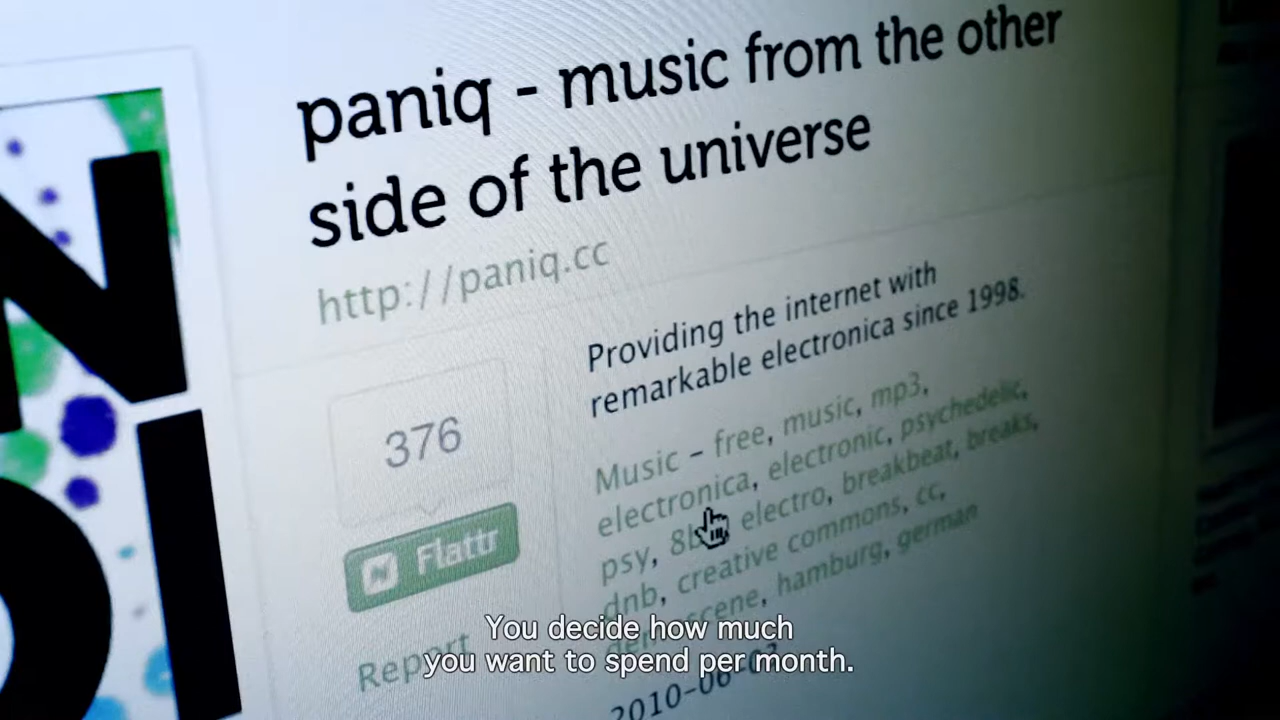 paniq - music from the other
side of the universe
http://paniq.cc
Providing the internet with
remarkable electronica since 1998.
376
Flattr
Music - free, music, mp3,
electronica, electronic, psychedelic,
psy, electro, breakbeat, breaks,
dnb, creative commons, cc,
hamburg, german
Report
You decide how much
you want to spend per month.